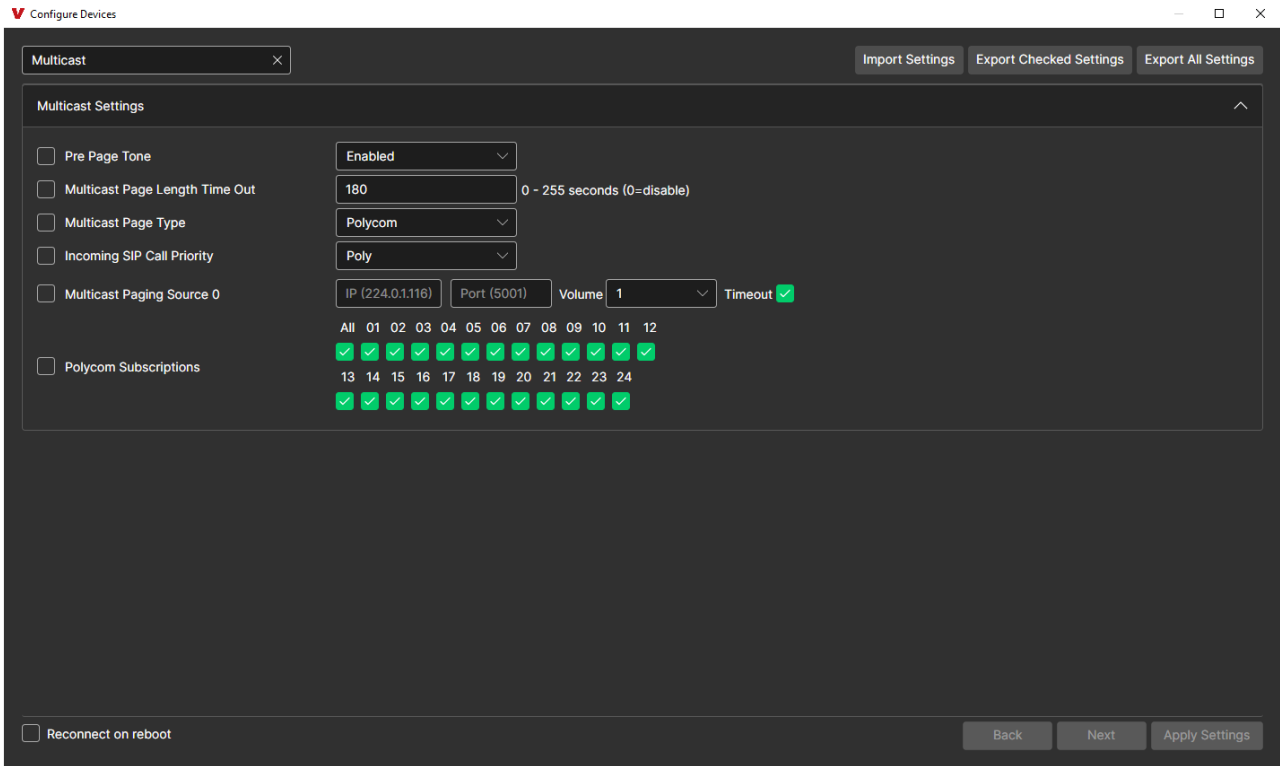 Configure Devices
Multicast
Import Settings Export Checked Settings Export All Settings
Multicast Settings
Pre Page Tone Enabled
Multicast Page Length Time Out 180 0 - 255 seconds (0=disable)
Multicast Page Type Polycom
Incoming SIP Call Priority Poly
Multicast Paging Source 0 IP (224.0.1.116) Port (5001) Volume 1 Timeout
All 01 02 03 04 05 06 07 08 09 10 11 12
Polycom Subscriptions
13 14 15 16 17 18 19 20 21 22 23 24
Reconnect on reboot Back Next Apply Settings